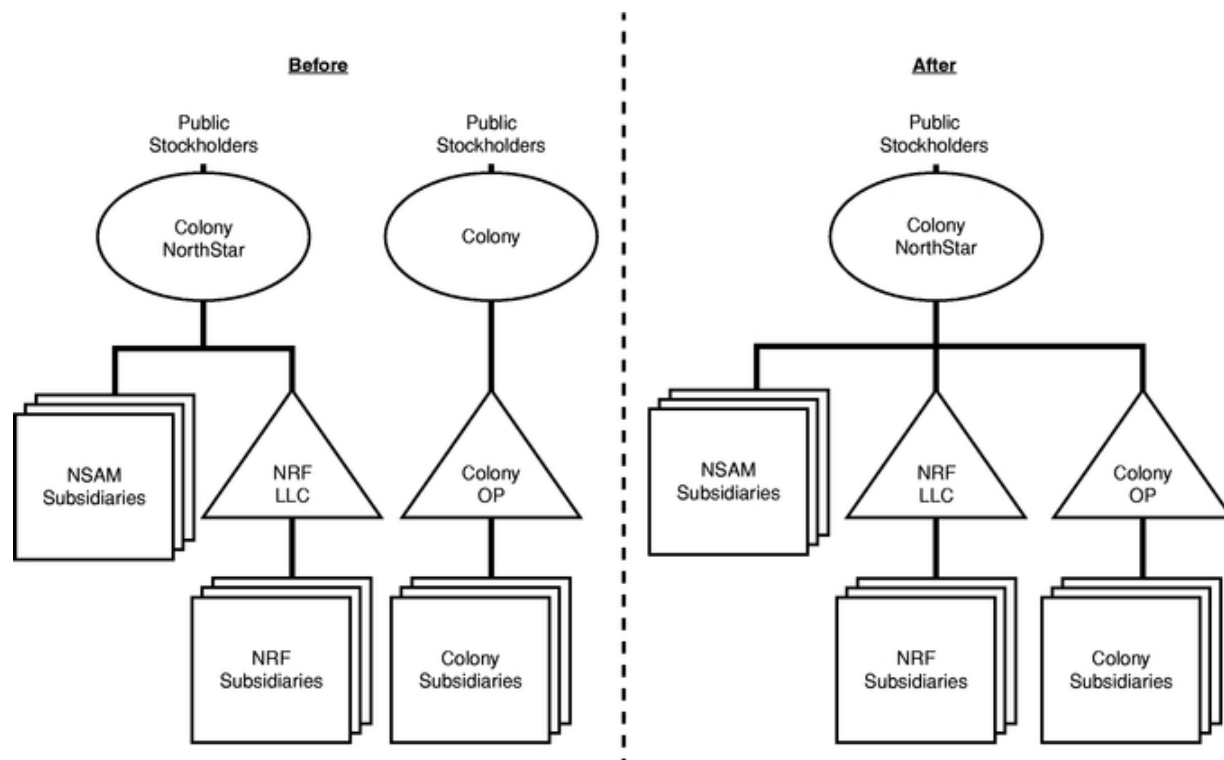 Before
Public
Stockholders
Colony
NorthStar
NSAM
Subsidiaries
NRF
LLC
NRF
Subsidiaries
Public
Stockholders
Colony
Colony
OP
Colony
Subsidiaries
After
Public
Stockholders
Colony
NorthStar
NSAM
Subsidiaries
NRF
LLC
NRF
Subsidiaries
Colony
OP
Colony
Subsidiaries